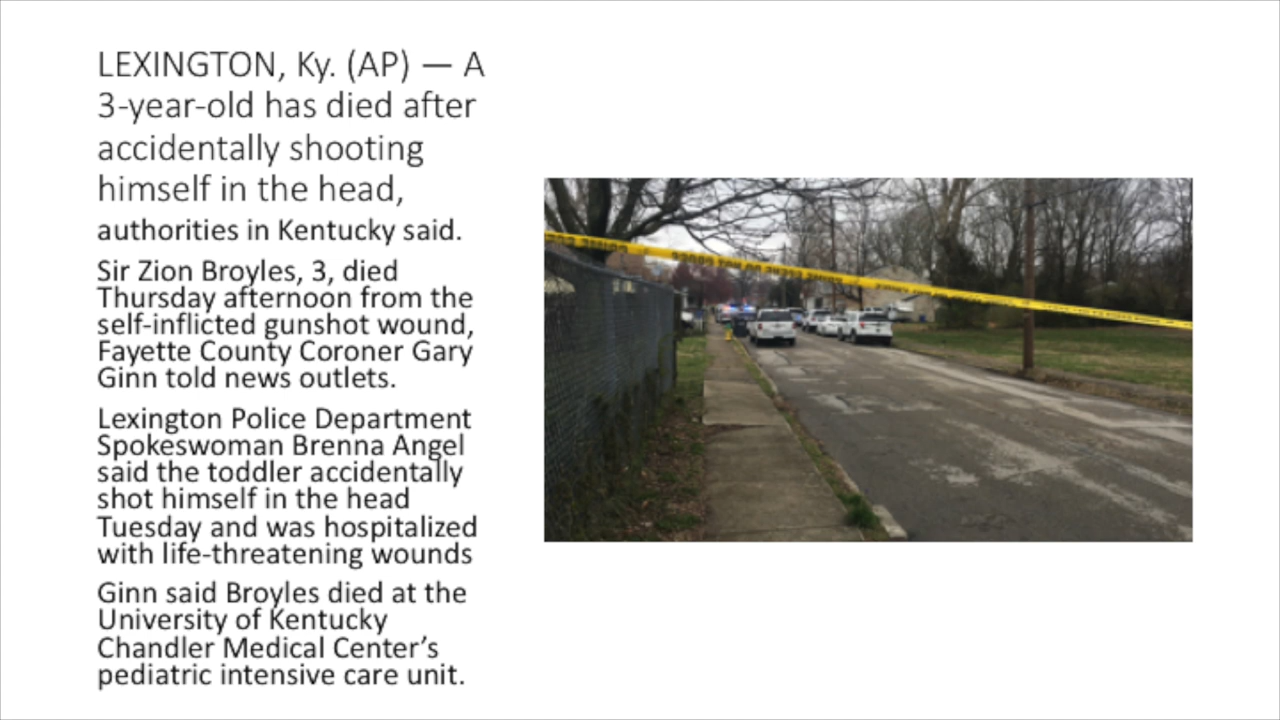 LEXINGTON, Ky. (AP) — A
3-year-old has died after
accidentally shooting
himself in the head,
authorities in Kentucky said.
Sir Zion Broyles, 3, died
Thursday afternoon from the
self-inflicted gunshot wound,
Fayette County Coroner Gary
Ginn told news outlets.
Lexington Police Department
Spokeswoman Brenna Angel
said the toddler accidentally
shot himself in the head
Tuesday and was hospitalized
with life-threatening wounds
Ginn said Broyles died at the
University of Kentucky
Chandler Medical Center’s
pediatric intensive care unit.